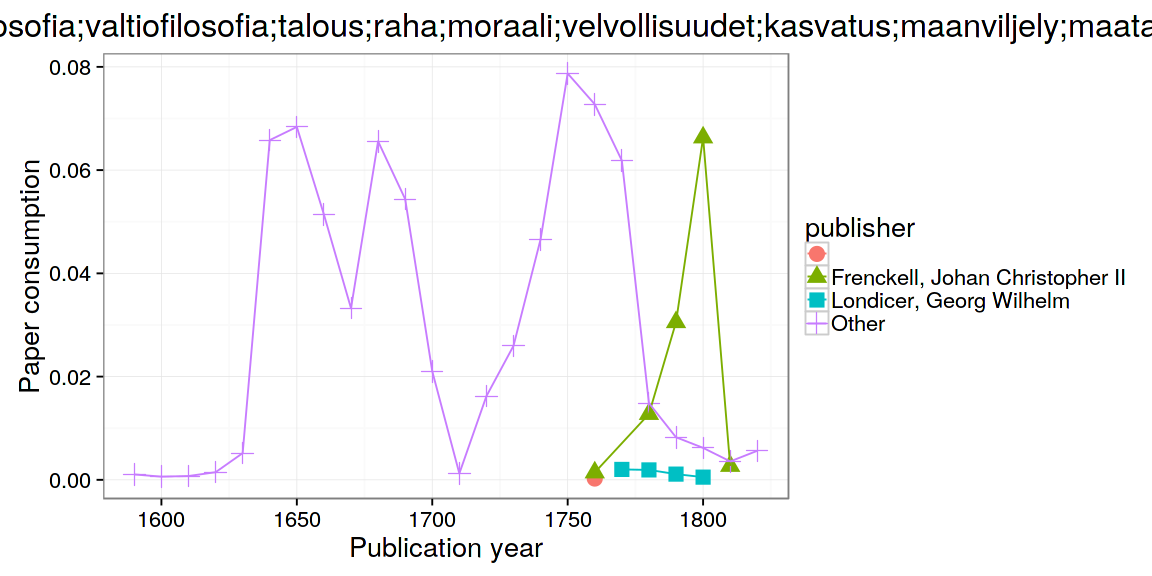 osofia;valtiofilosofia;talous;raha;moraali;velvollisuudet;kasvatus;maanviljely;maata
0.08
0.06
0.04
0.02
0.00
Paper consumption
1600 1650 1700 1750 1800
Publication year
publisher
Frenckell, Johan Christopher II
Londicer, Georg Wilhelm
Other